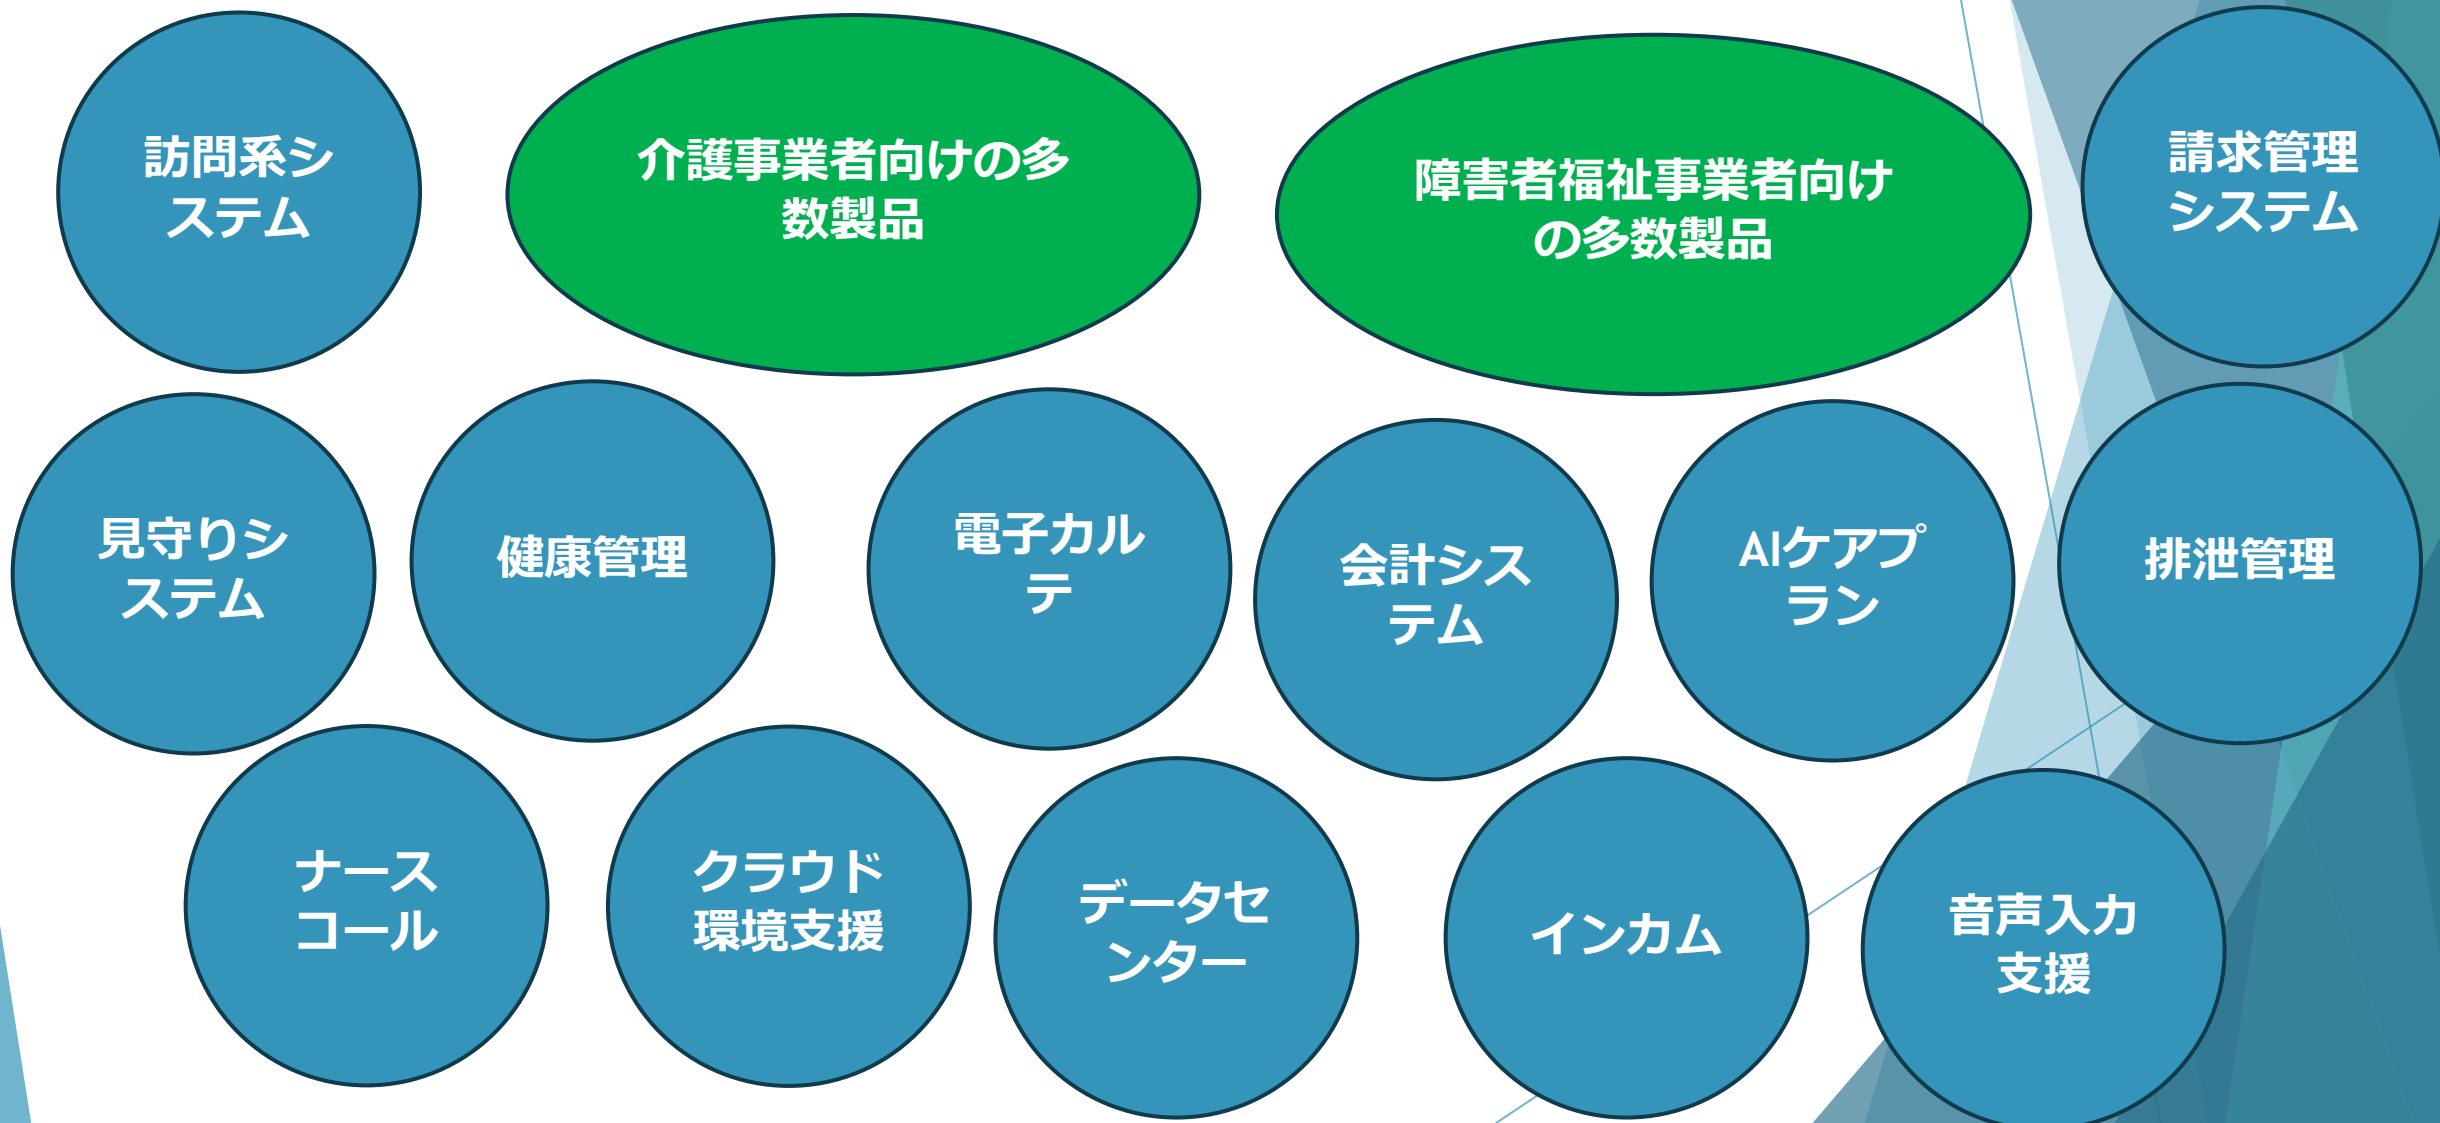 訪問系シ
ステム
介護事業者向けの多
数製品
障害者福祉事業者向け
の多数製品
請求管理
システム
見守りシ
ステム
健康管理
電子カル
テ
会計シス
テム
AIケアプ
ラン
排泄管理
ナース
コール
クラウド
環境支援
データセ
ンター
インカム
音声入力
支援